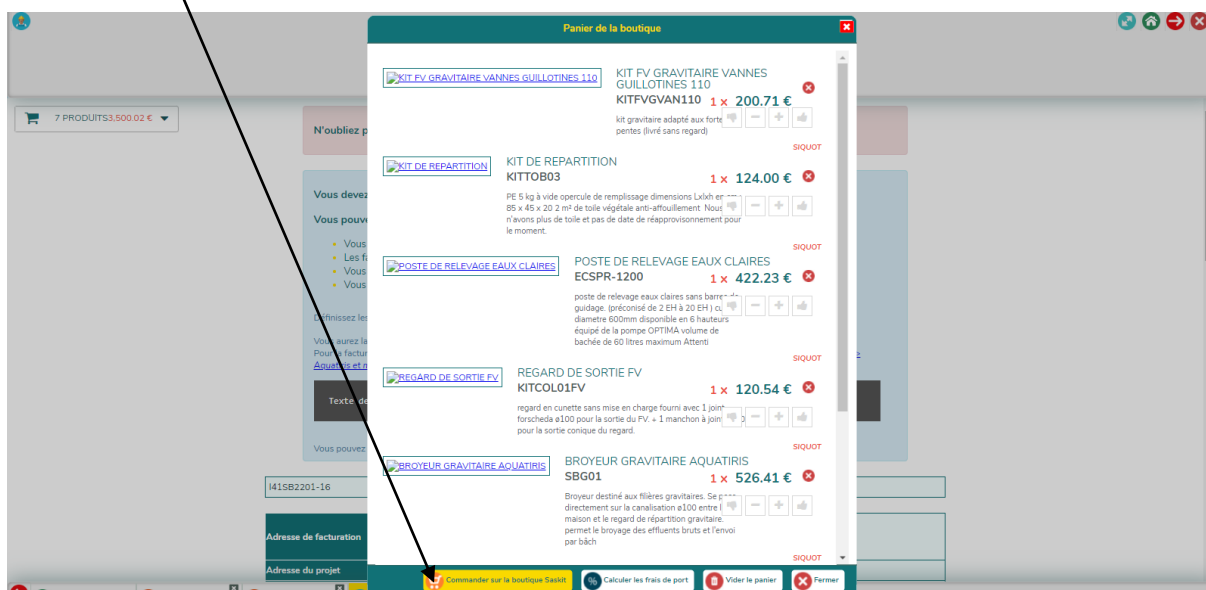 Panier de la boutique
7 PRODUITS3,500.02 €
N'oubliez p
Vous devez
Vous pouve
Vous
Les fa
Vous
Vous
Définissez les
Vous aurez la
Pour la factur
Aquatiris et m
Texte de
Vous pouvez
I41SB2201-16
Adresse de facturation
Adresse du projet
KIT FV GRAVITAIRE VANNES GUILLOTINES 110
KIT FV GRAVITAIRE VANNES
GUILLOTINES 110
KITFVGVAN110 1 x 200.71 €
kit gravitaire adapté aux forte
pentes (livré sans regard)
SIQUOT
KIT DE REPARTITION
KIT DE REPARTITION
KITTOB03 1 x 124.00 €
PE 5 kg à vide opercule de remplissage dimensions Lxlxh en
85 x 45 x 20 2 m² de toile végétale anti-affouillement Nous
n'avons plus de toile et pas de date de réapprovisonnement pour
le moment.
SIQUOT
POSTE DE RELEVAGE EAUX CLAIRES
POSTE DE RELEVAGE EAUX CLAIRES
ECSPR-1200 1 x 422.23 €
poste de relevage eaux claires sans barres de
guidage. (préconisé de 2 EH à 20 EH ) cu
diametre 600mm disponible en 6 hauteurs
équipé de la pompe OPTIMA volume de
bachée de 60 litres maximum Attenti
SIQUOT
REGARD DE SORTIE FV
REGARD DE SORTIE FV
KITCOL01FV 1 x 120.54 €
regard en cunette sans mise en charge fourni avec 1 joint
forscheda ø100 pour la sortie du FV. + 1 manchon à joint
pour la sortie conique du regard.
SIQUOT
BROYEUR GRAVITAIRE AQUATIRIS
BROYEUR GRAVITAIRE AQUATIRIS
SBG01 1 x 526.41 €
Broyeur destiné aux filières gravitaires. Se pose
directement sur la canalisation ø100 entre l
maison et le regard de répartition gravitaire.
permet le broyage des effluents bruts et l'envoi
par bâch
SIQUOT
Commander sur la boutique Saskit
% Calculer les frais de port
Vider le panier
Fermer